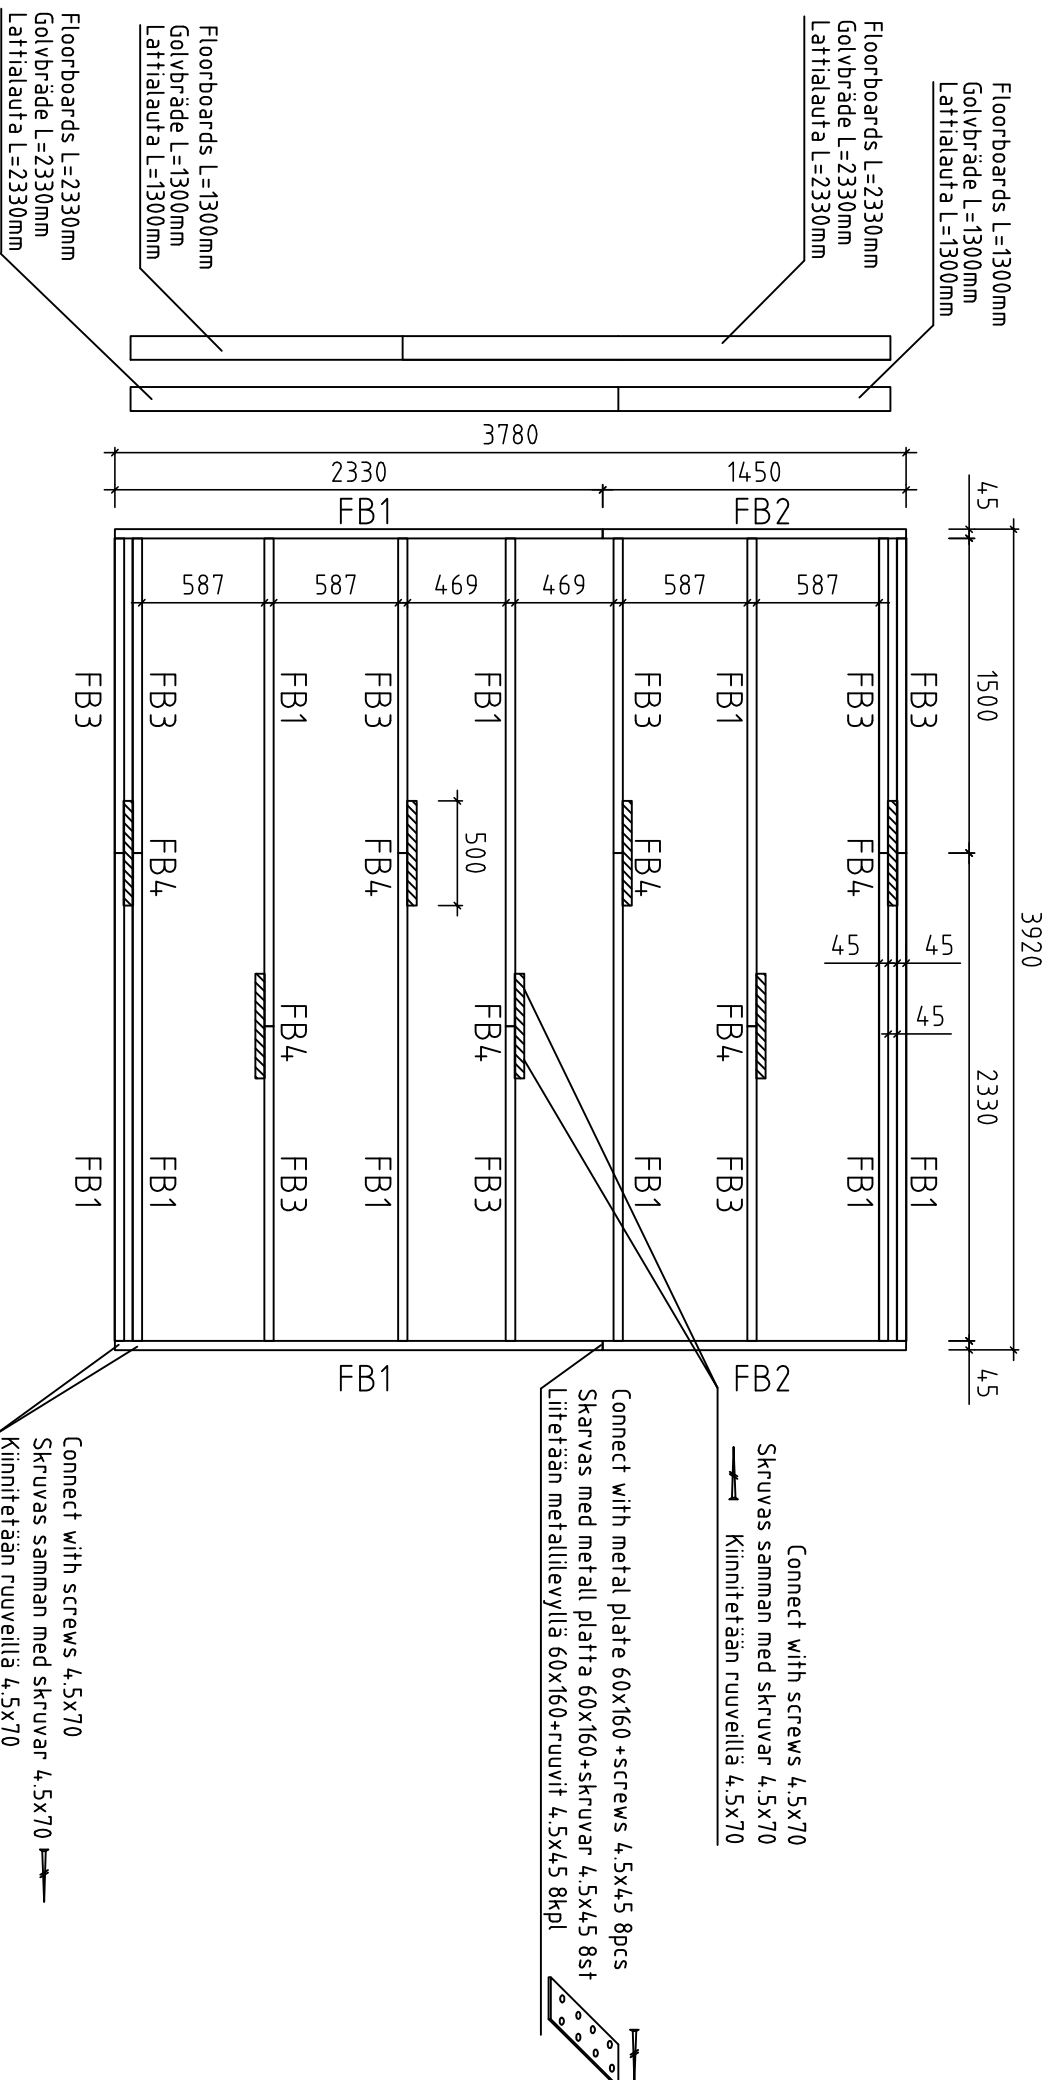 Floorboards L=1300mm
Golvbräde L=1300mm
Lattialauta L=1300mm
Floorboards L=2330mm
Golvbräde L=2330mm
Lattialauta L=2330mm
Floorboards L=1300mm
Golvbräde L=1300mm
Lattialauta L=1300mm
Floorboards L=2330mm
Golvbräde L=2330mm
Lattialauta L=2330mm
3780
2330
1450
FB1
FB2
45
1500
3920
2330
45
587
587
469
469
587
587
FB3
FB3
FB1
FB3
FB1
FB3
FB1
FB3
FB3
FB4
FB4
500
FB4
FB4
45
45
45
FB4
FB4
FB4
FB1
FB1
FB3
FB1
FB3
FB1
FB3
FB1
FB1
FB1
FB2
Connect with screws 4.5x70
Skruvas samman med skruvar 4.5x70
Kiinnitetään ruuveillä 4.5x70
Connect with metal plate 60x160 +screws 4.5x45 8pcs
Skarvas med metall platta 60x160+skruvar 4.5x45 8st
Liitetään metallilevyllä 60x160+ruuvit 4.5x45 8kpl
Connect with screws 4.5x70
Skruvas samman med skruvar 4.5x70
Kiinnitetään ruuveillä 4.5x70